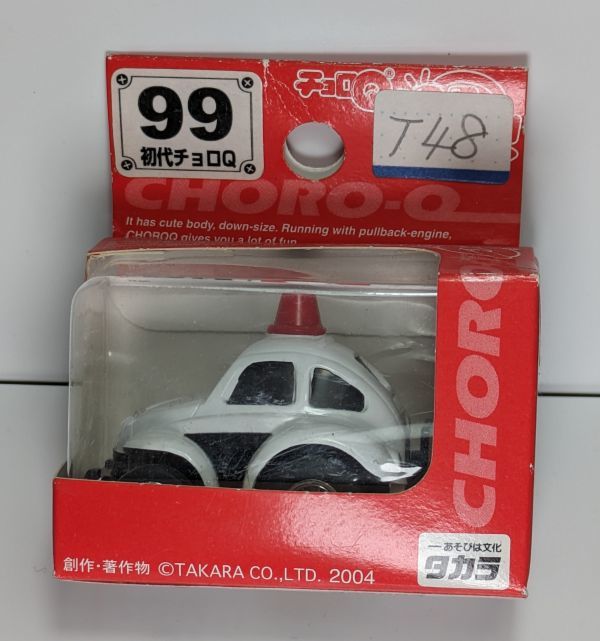 99
初代チョロQ
チョロQ®
T48
CHORO-Q
It has cute body, down-size. Running with pullback-engine,
CHOROQ gives you a lot of fun.
CHORO
あそびは文化
タカラ
創作・著作物 ©TAKARA CO.,LTD. 2004